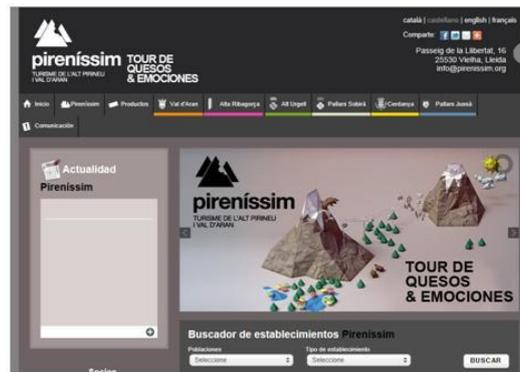 català | castellano | english | français
Comparte:
Passeig de la Llibertat, 16
25530 Vielha, Lleida
info@pirenissim.org
pireníssim
TURISME DE L'ALT PIRINEU
I VAL D'ARAN
TOUR DE
QUESOS
& EMOCIONES
Inicio
Pireníssim
Productos
Val d'Aran
Alta Ribagorça
Alt Urgell
Pallars Sobirà
Cerdanya
Pallars Jussà
Comunicación
Actualidad
Pireníssim
pireníssim
TURISME DE L'ALT PIRINEU
I VAL D'ARAN
TOUR DE
QUESOS
& EMOCIONES
Buscador de establecimientos Pireníssim
Poblaciones
Tipo de establecimiento
Seleccione
Seleccione
BUSCAR
Socios